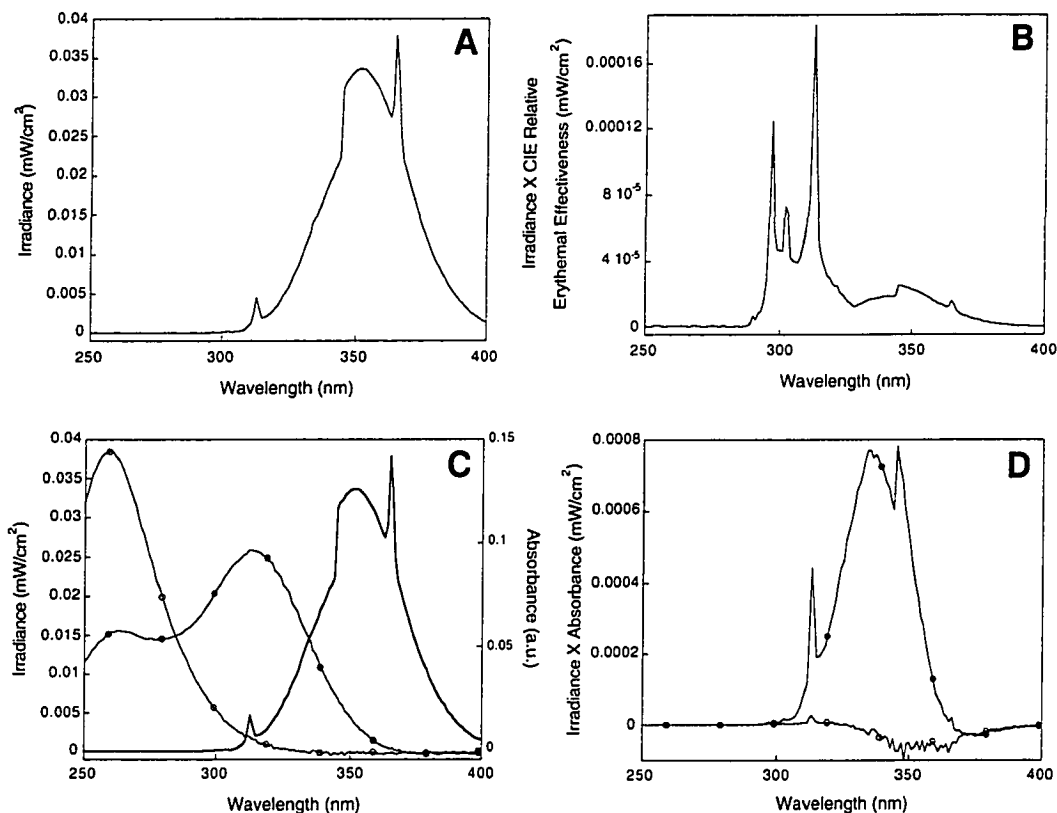 A
0.04
0.035
0.03
0.025
0.02
0.015
0.01
0.005
0
Irradiance (mW/cm²)
250 300 350 400
Wavelength (nm)
B
0.00016
0.00012
8 10⁻⁵
4 10⁻⁵
0
Irradiance X CIE Relative
Erythemal Effectiveness (mW/cm²)
250 300 350 400
Wavelength (nm)
C
0.04
0.035
0.03
0.025
0.02
0.015
0.01
0.005
0
Irradiance (mW/cm²)
0.15
0.10
0.05
0
Absorbance (a.u.)
250 300 350 400
Wavelength (nm)
D
0.0008
0.0006
0.0004
0.0002
0
Irradiance X Absorbance (mW/cm²)
250 300 350 400
Wavelength (nm)